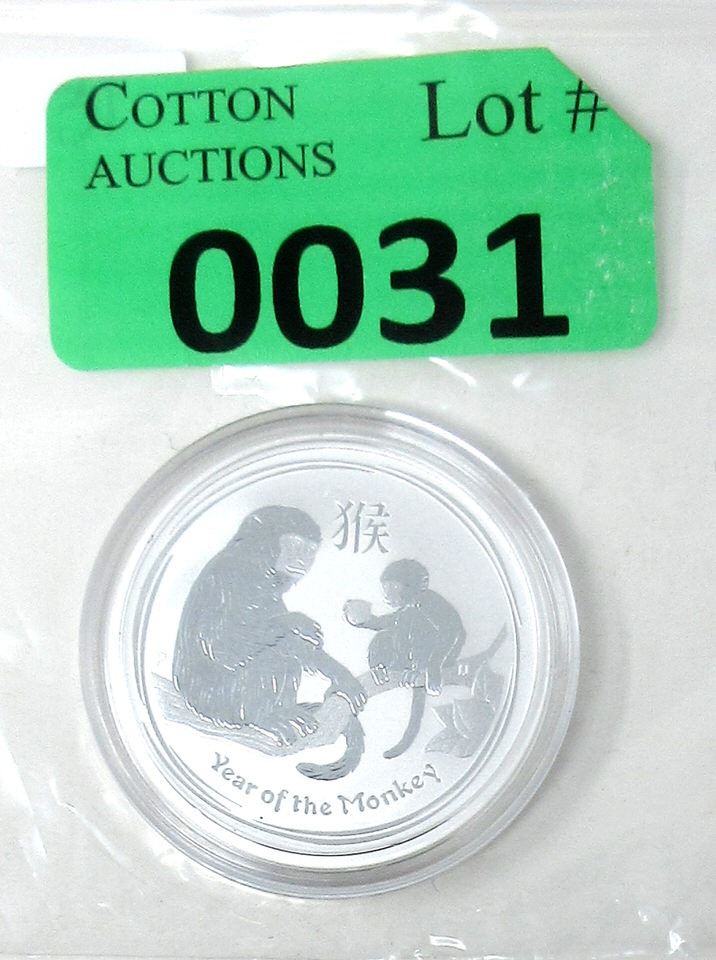 COTTON
AUCTIONS
Lot #
0031
猴
Year of the Monkey